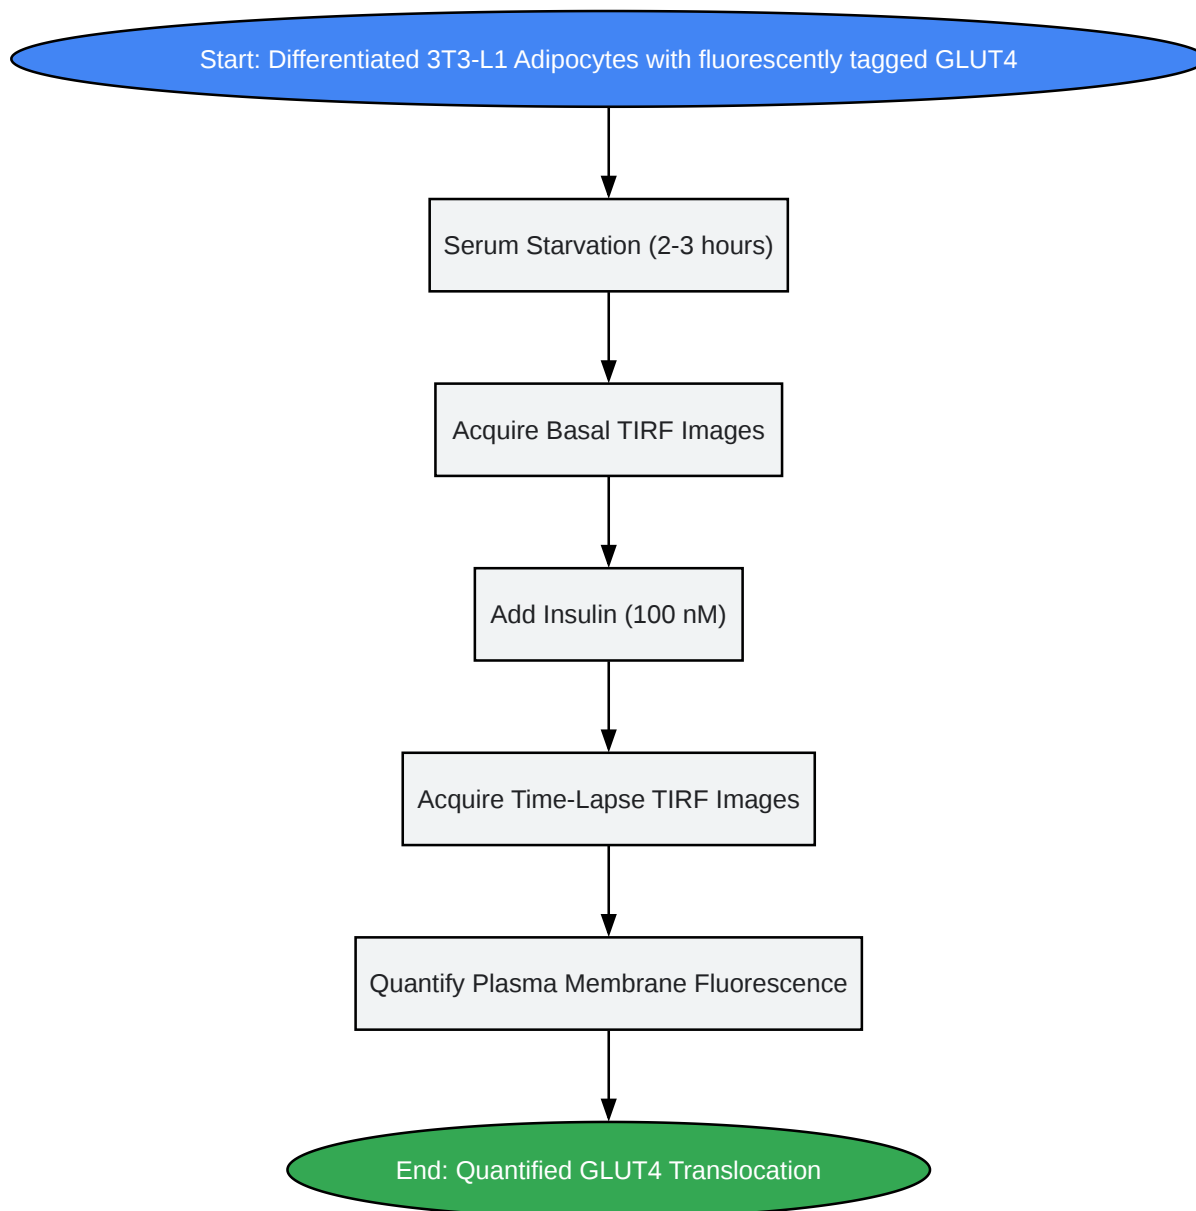 Start: Differentiated 3T3-L1 Adipocytes with fluorescently tagged GLUT4
Serum Starvation (2-3 hours)
Acquire Basal TIRF Images
Add Insulin (100 nM)
Acquire Time-Lapse TIRF Images
Quantify Plasma Membrane Fluorescence
End: Quantified GLUT4 Translocation